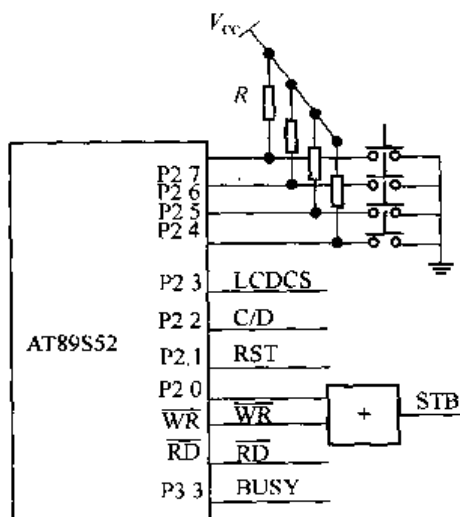 Vcc
R
P2 7
P2 6
P2 5
P2 4
P2 3 LCDCS
P2 2 C/D
AT89S52 P2.1 RST
P2 0
+ STB
WR WR
RD RD
P3 3 BUSY